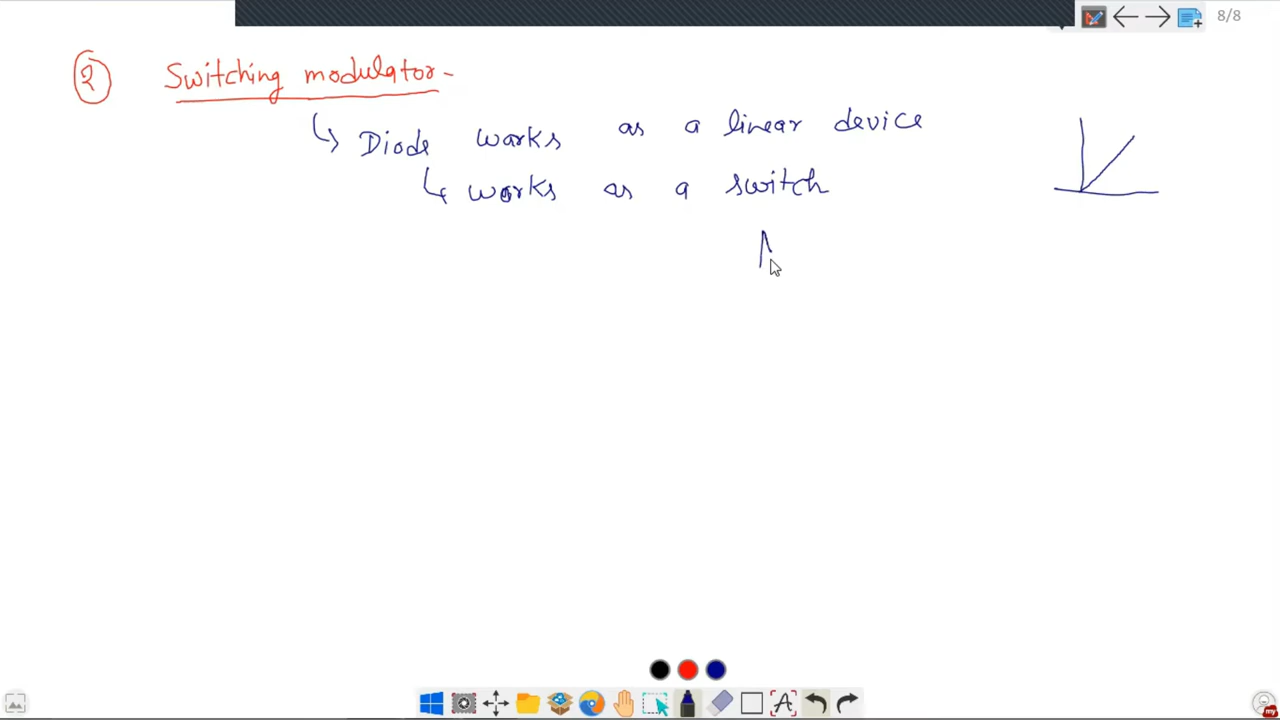 8/8
② Switching modulator-
↳ Diode works as a linear device
↳ works as a switch